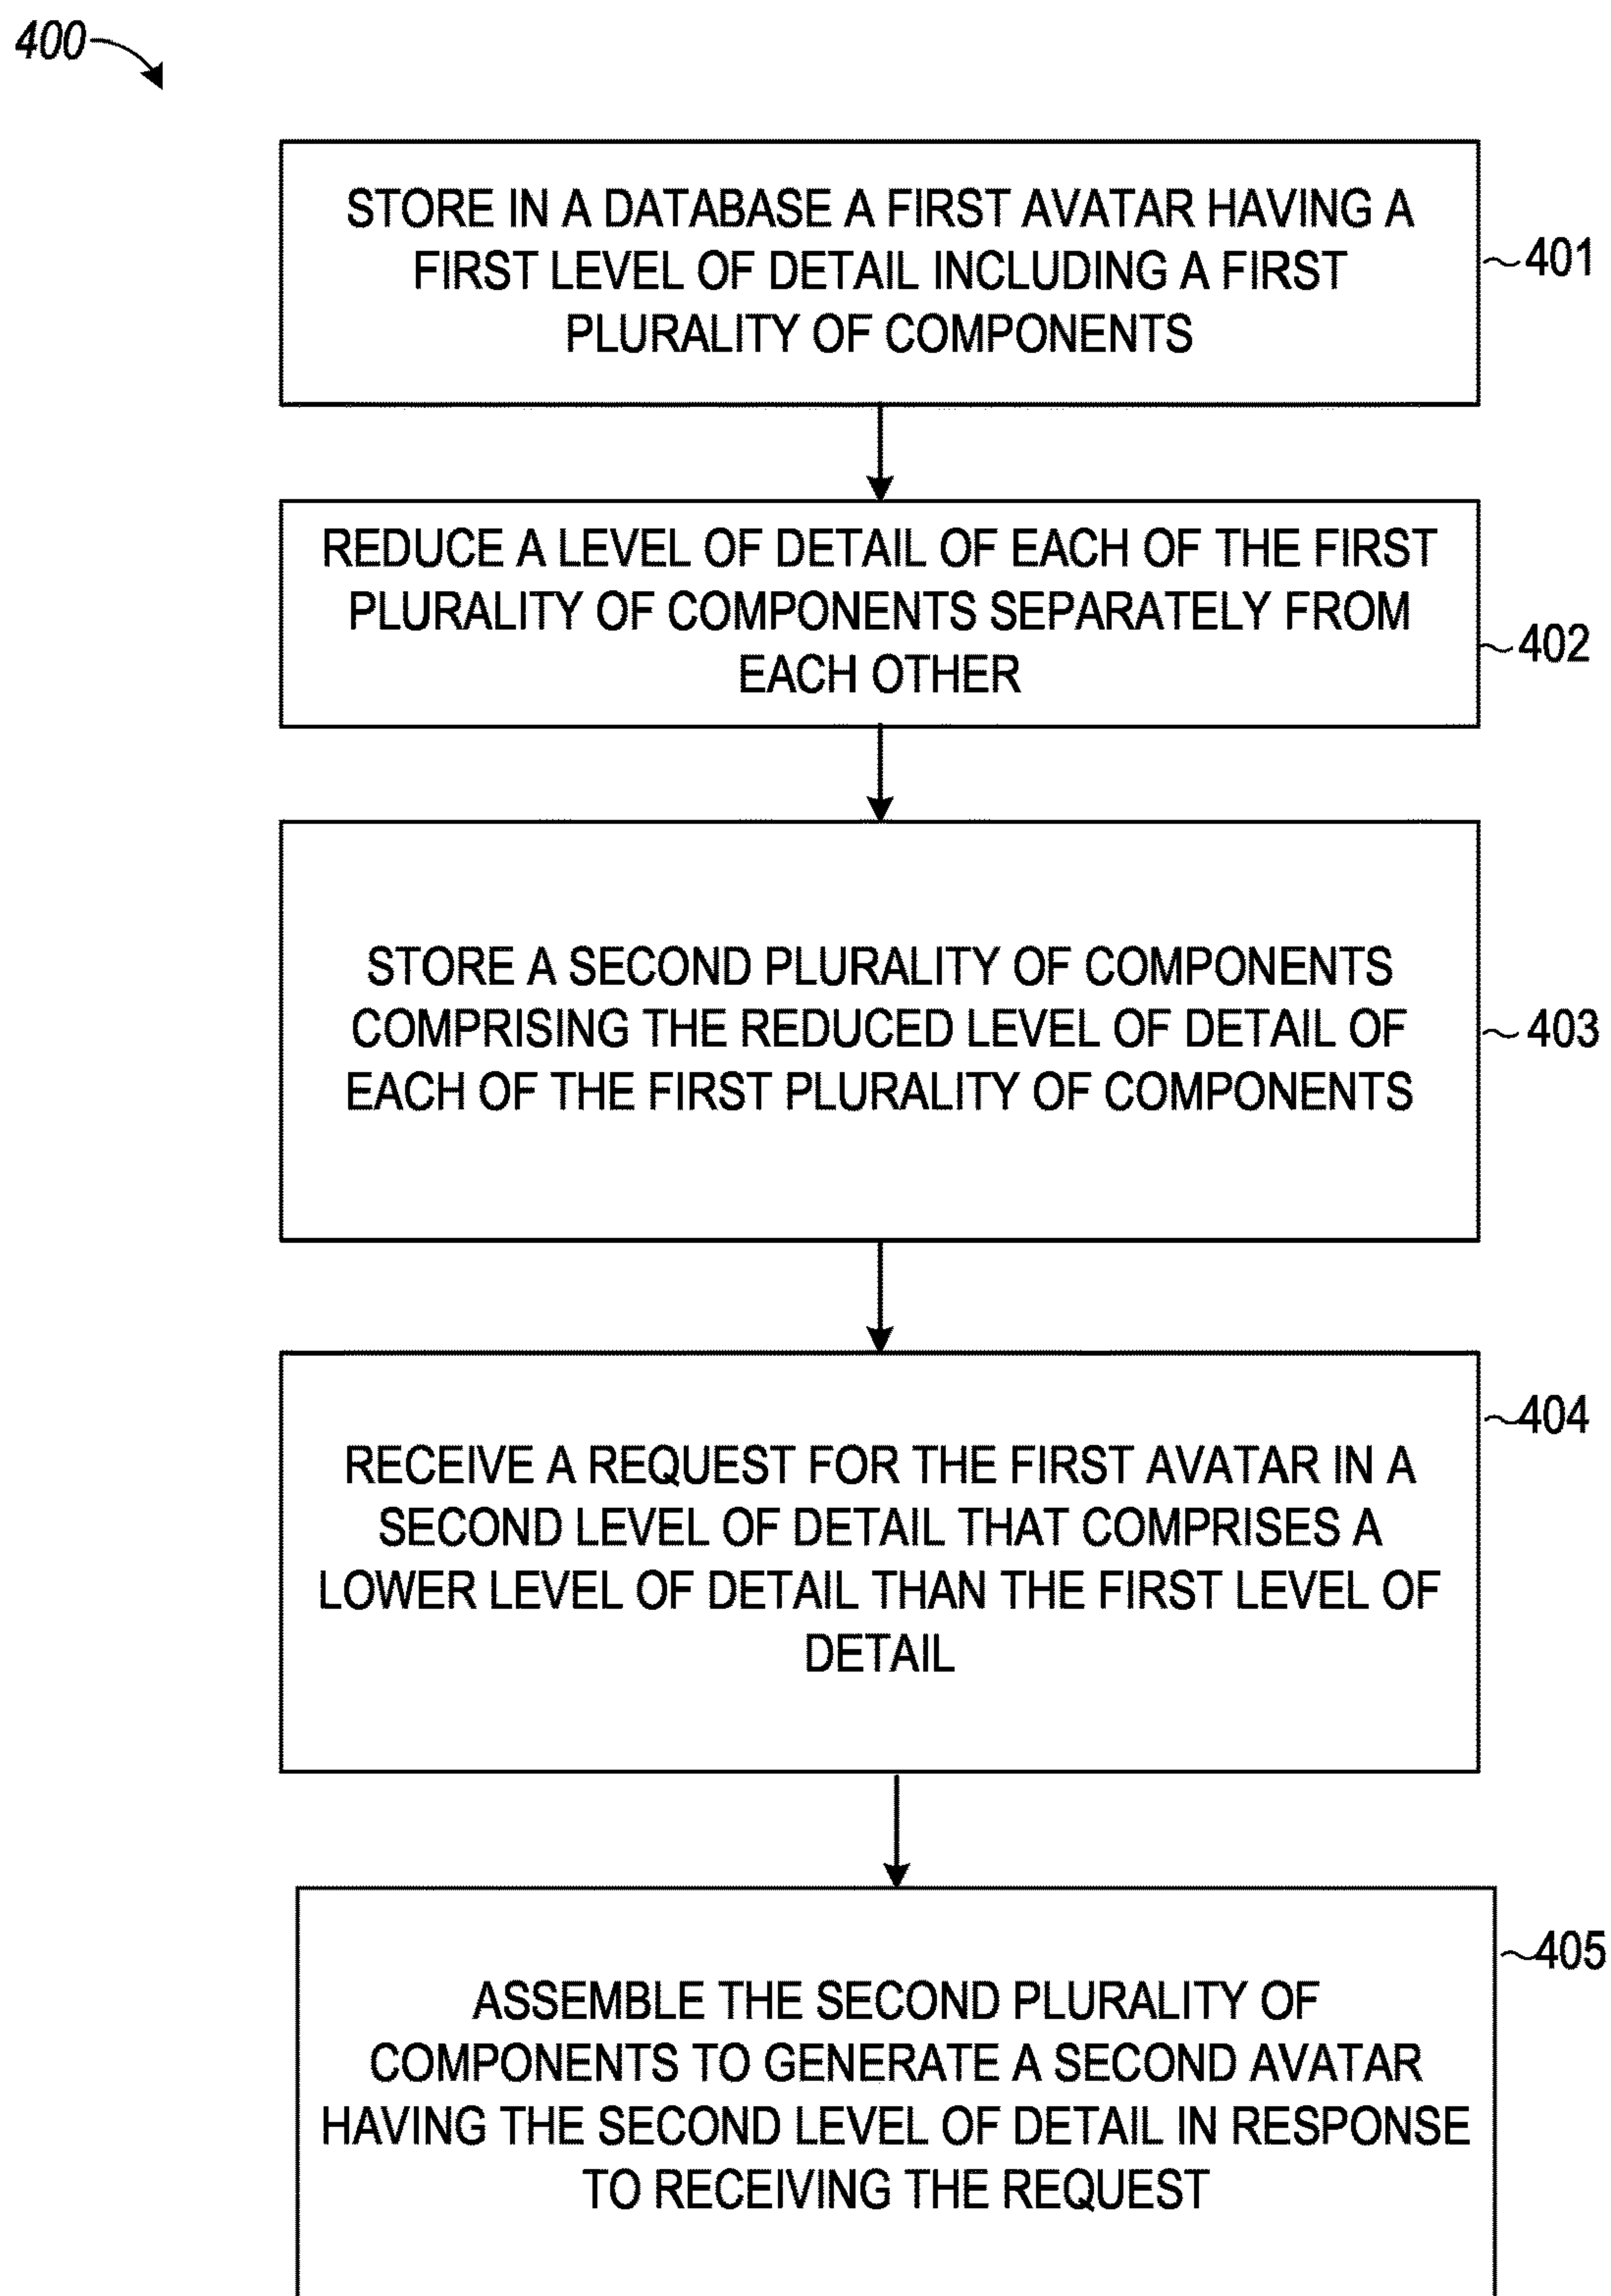 400
STORE IN A DATABASE A FIRST AVATAR HAVING A
FIRST LEVEL OF DETAIL INCLUDING A FIRST
PLURALITY OF COMPONENTS
401
REDUCE A LEVEL OF DETAIL OF EACH OF THE FIRST
PLURALITY OF COMPONENTS SEPARATELY FROM
EACH OTHER
402
STORE A SECOND PLURALITY OF COMPONENTS
COMPRISING THE REDUCED LEVEL OF DETAIL OF
EACH OF THE FIRST PLURALITY OF COMPONENTS
403
RECEIVE A REQUEST FOR THE FIRST AVATAR IN A
SECOND LEVEL OF DETAIL THAT COMPRISES A
LOWER LEVEL OF DETAIL THAN THE FIRST LEVEL OF
DETAIL
404
ASSEMBLE THE SECOND PLURALITY OF
COMPONENTS TO GENERATE A SECOND AVATAR
HAVING THE SECOND LEVEL OF DETAIL IN RESPONSE
TO RECEIVING THE REQUEST
405